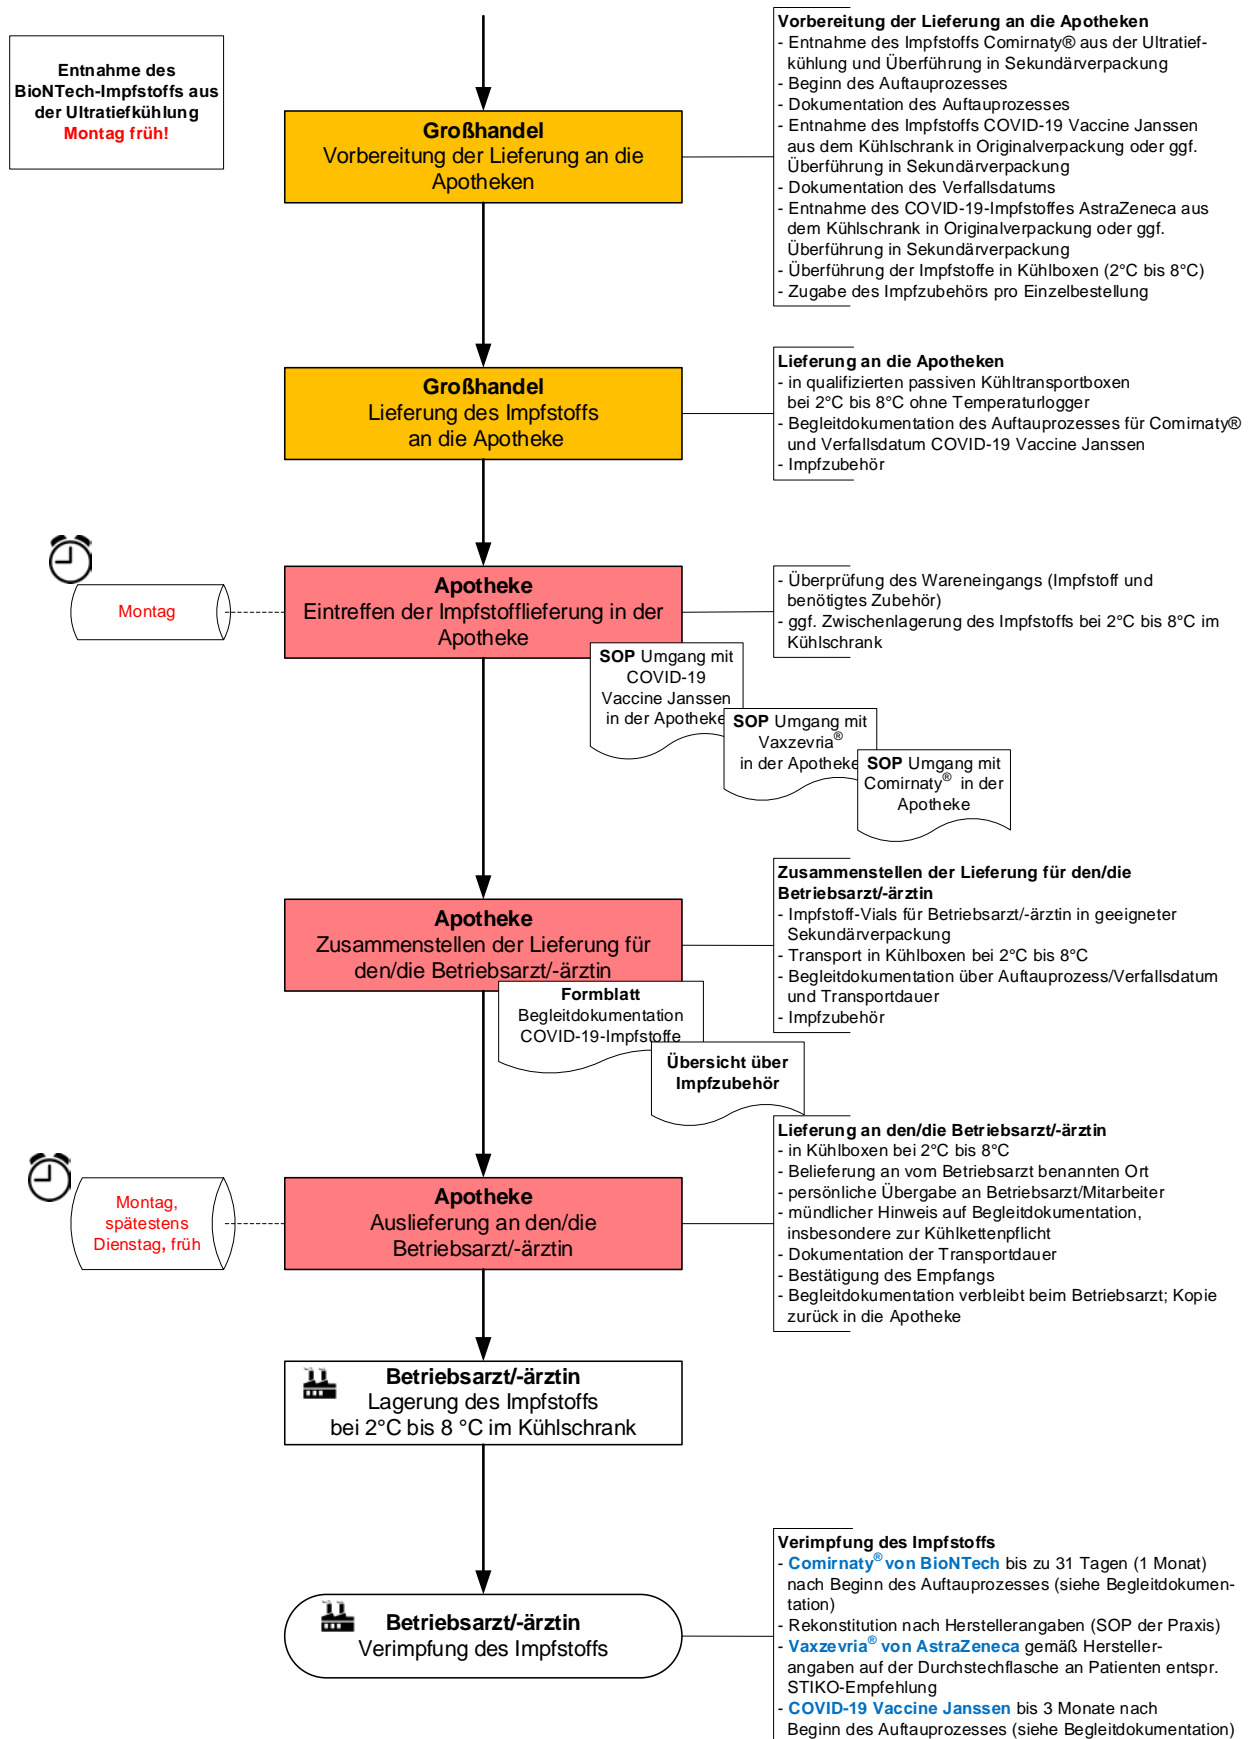 Entnahme des
BioNTech-Impfstoffs aus
der Ultratiefkühlung
Montag früh!
Großhandel
Vorbereitung der Lieferung an die
Apotheken
Vorbereitung der Lieferung an die Apotheken
- Entnahme des Impfstoffs Comirnaty® aus der Ultratief-
kühlung und Überführung in Sekundärverpackung
- Beginn des Auftauprozesses
- Dokumentation des Auftauprozesses
- Entnahme des Impfstoffs COVID-19 Vaccine Janssen
aus dem Kühlschrank in Originalverpackung oder ggf.
Überführung in Sekundärverpackung
- Dokumentation des Verfallsdatums
- Entnahme des COVID-19-Impfstoffes AstraZeneca aus
dem Kühlschrank in Originalverpackung oder ggf.
Überführung in Sekundärverpackung
- Überführung der Impfstoffe in Kühlboxen (2°C bis 8°C)
- Zugabe des Impfzubehörs pro Einzelbestellung
Großhandel
Lieferung des Impfstoffs
an die Apotheke
Lieferung an die Apotheken
- in qualifizierten passiven Kühltransportboxen
bei 2°C bis 8°C ohne Temperaturlogger
- Begleitdokumentation des Auftauprozesses für Comirnaty®
und Verfallsdatum COVID-19 Vaccine Janssen
- Impfzubehör
Montag
Apotheke
Eintreffen der Impfstofflieferung in der
Apotheke
- Überprüfung des Wareneingangs (Impfstoff und
benötigtes Zubehör)
- ggf. Zwischenlagerung des Impfstoffs bei 2°C bis 8°C im
Kühlschrank
SOP Umgang mit
COVID-19
Vaccine Janssen
in der Apotheke
SOP Umgang mit
Vaxzevria®
in der Apotheke
SOP Umgang mit
Comirnaty® in der
Apotheke
Apotheke
Zusammenstellen der Lieferung für
den/die Betriebsarzt/-ärztin
Zusammenstellen der Lieferung für den/die
Betriebsarzt/-ärztin
- Impfstoff-Vials für Betriebsarzt/-ärztin in geeigneter
Sekundärverpackung
- Transport in Kühlboxen bei 2°C bis 8°C
- Begleitdokumentation über Auftauprozess/Verfallsdatum
und Transportdauer
- Impfzubehör
Formblatt
Begleitdokumentation
COVID-19-Impfstoffe
Übersicht über
Impfzubehör
Montag,
spätestens
Dienstag, früh
Apotheke
Auslieferung an den/die
Betriebsarzt/-ärztin
Lieferung an den/die Betriebsarzt/-ärztin
- in Kühlboxen bei 2°C bis 8°C
- Belieferung an vom Betriebsarzt benannten Ort
- persönliche Übergabe an Betriebsarzt/Mitarbeiter
- mündlicher Hinweis auf Begleitdokumentation,
insbesondere zur Kühlkettenpflicht
- Dokumentation der Transportdauer
- Bestätigung des Empfangs
- Begleitdokumentation verbleibt beim Betriebsarzt; Kopie
zurück in die Apotheke
Betriebsarzt/-ärztin
Lagerung des Impfstoffs
bei 2°C bis 8 °C im Kühlschrank
Betriebsarzt/-ärztin
Verimpfung des Impfstoffs
Verimpfung des Impfstoffs
- Comirnaty® von BioNTech bis zu 31 Tagen (1 Monat)
nach Beginn des Auftauprozesses (siehe Begleitdokumen-
tation)
- Rekonstitution nach Herstellerangaben (SOP der Praxis)
- Vaxzevria® von AstraZeneca gemäß Hersteller-
angaben auf der Durchstechflasche an Patienten entspr.
STIKO-Empfehlung
- COVID-19 Vaccine Janssen bis 3 Monate nach
Beginn des Auftauprozesses (siehe Begleitdokumentation)